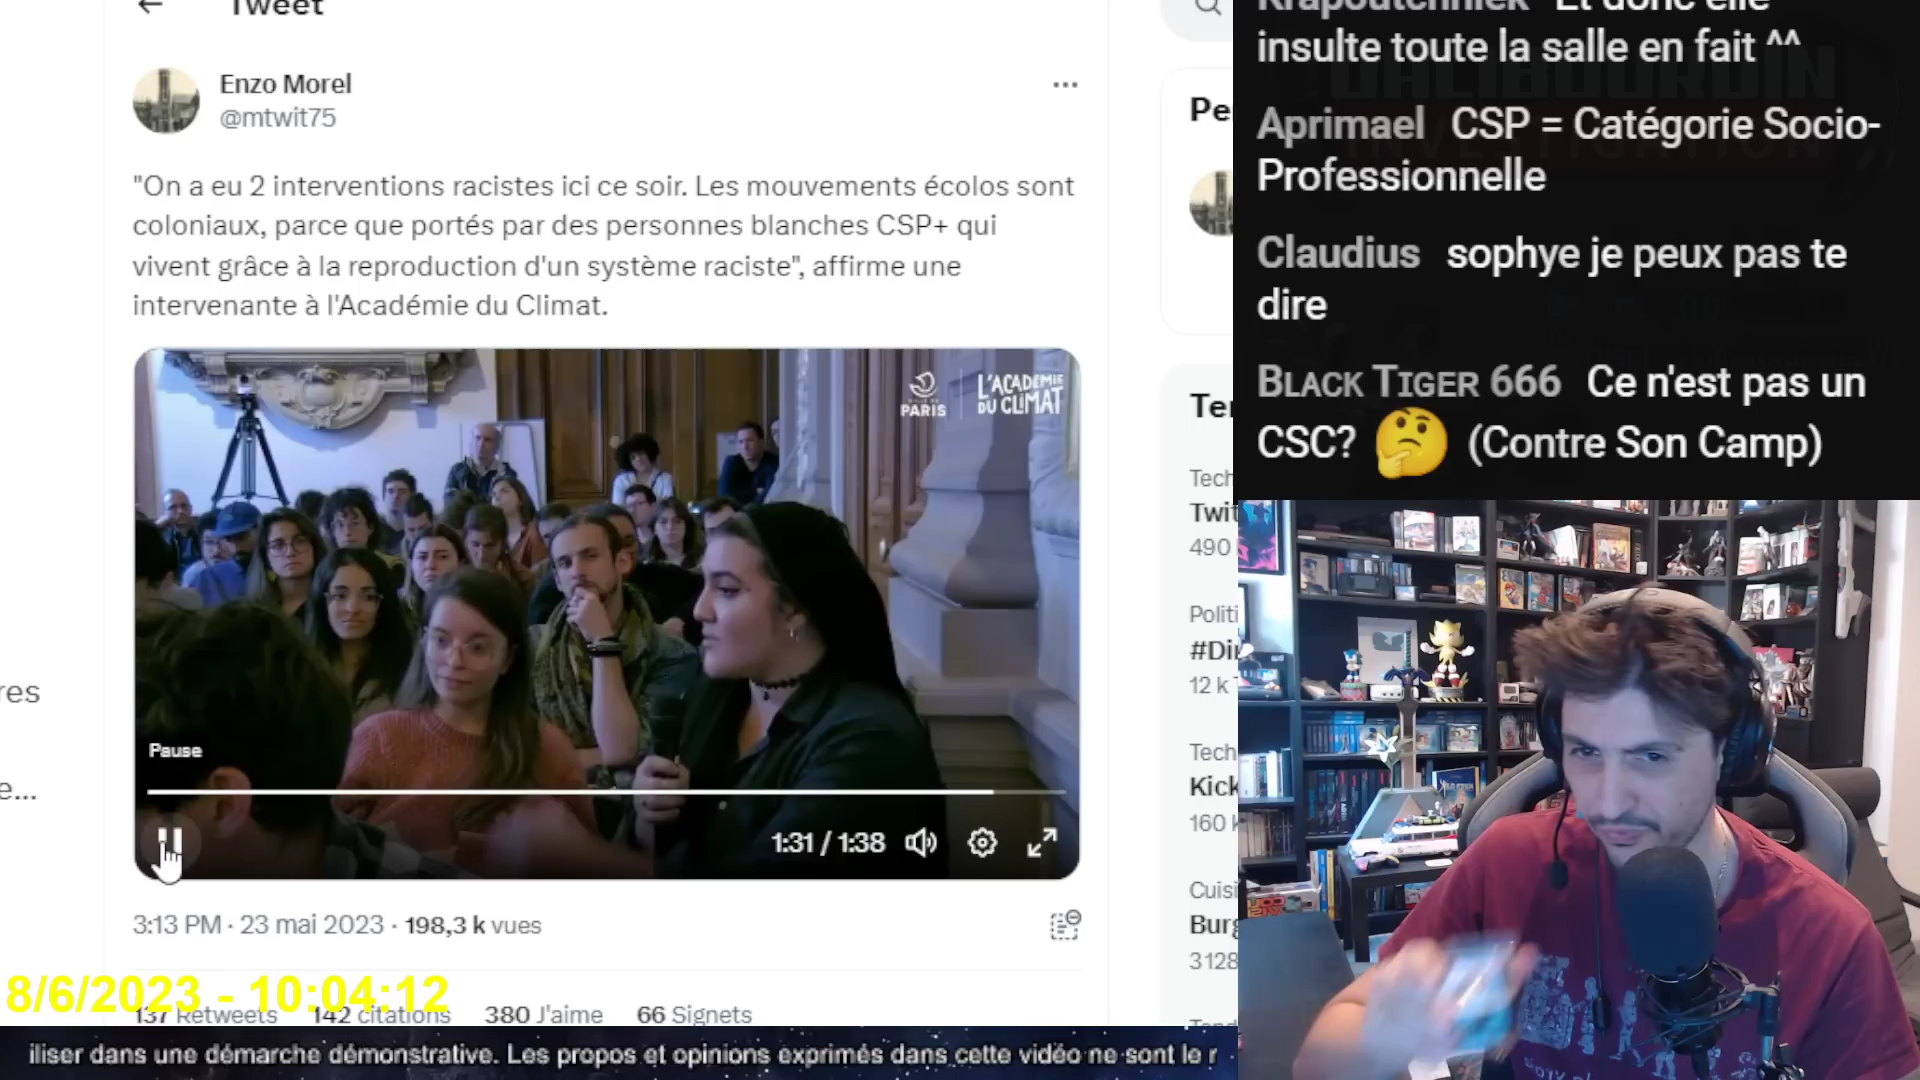 Tweet
Enzo Morel
@mtwit75
"On a eu 2 interventions racistes ici ce soir. Les mouvements écolos sont
coloniaux, parce que portés par des personnes blanches CSP+ qui
vivent grâce à la reproduction d'un système raciste", affirme une
intervenante à l'Académie du Climat.
PARIS
L'ACADÉMIE
DU CLIMAT
Pause
1:31 / 1:38
3:13 PM · 23 mai 2023 · 198,3 k vues
8/6/2023 - 10:04:12
137 Retweets 142 citations 380 J'aime 66 Signets
iliser dans une démarche démonstrative. Les propos et opinions exprimés dans cette vidéo ne sont le r
res
e...
Pe
Te
Tech
Twit
490
Politi
#Dir
12 k
Tech
Kick
160 k
Cuisi
Burg
3128
Krapoutchniek Et donc elle
insulte toute la salle en fait ^^
Aprimael CSP = Catégorie Socio-
Professionnelle
Claudius sophye je peux pas te
dire
BLACK TIGER 666 Ce n'est pas un
CSC? 🤔 (Contre Son Camp)